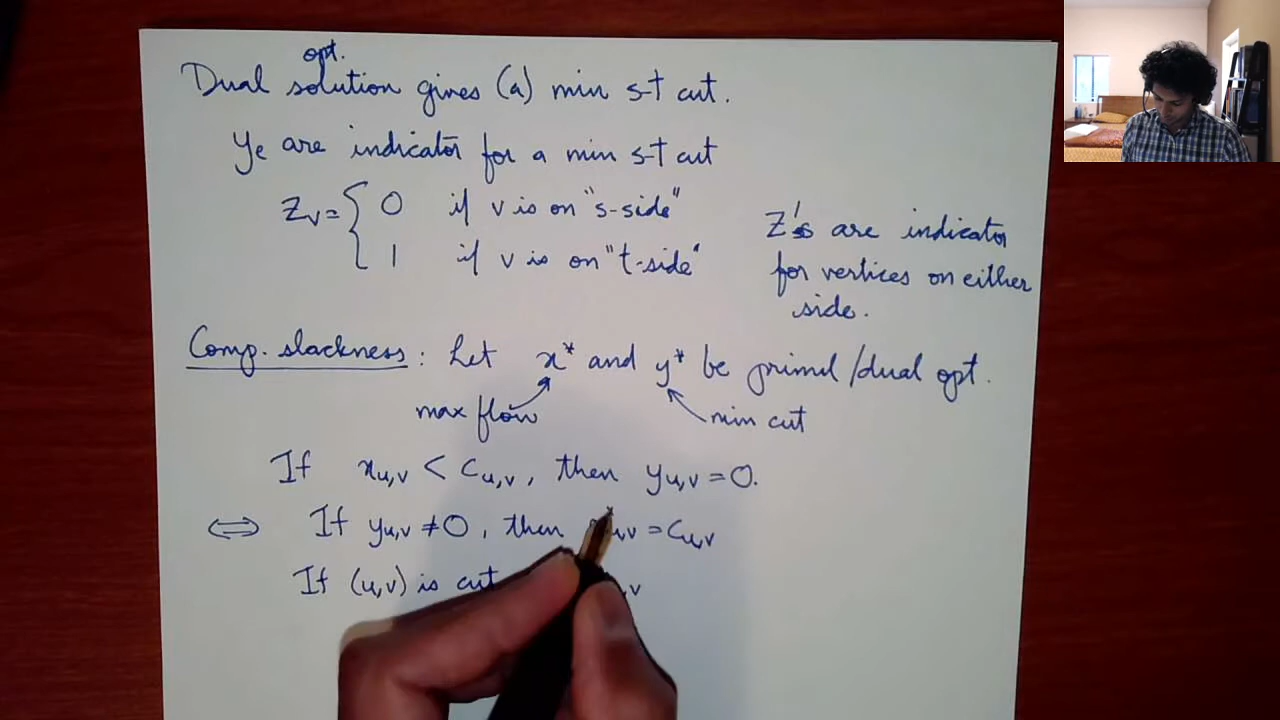 opt.
Dual solution gives (a) min s-t cut.
ye are indicator for a min s-t cut
zv = { 0 if v is on "s-side"
1 if v is on "t-side"
Z's are indicator
for vertices on either
side.
Comp. slackness: Let x* and y* be primal/dual opt.
max flow
min cut
If xu,v < Cu,v, then yu,v = 0.
⇔ If yu,v ≠ 0, then u,v = Cu,v
If (u,v) is cut